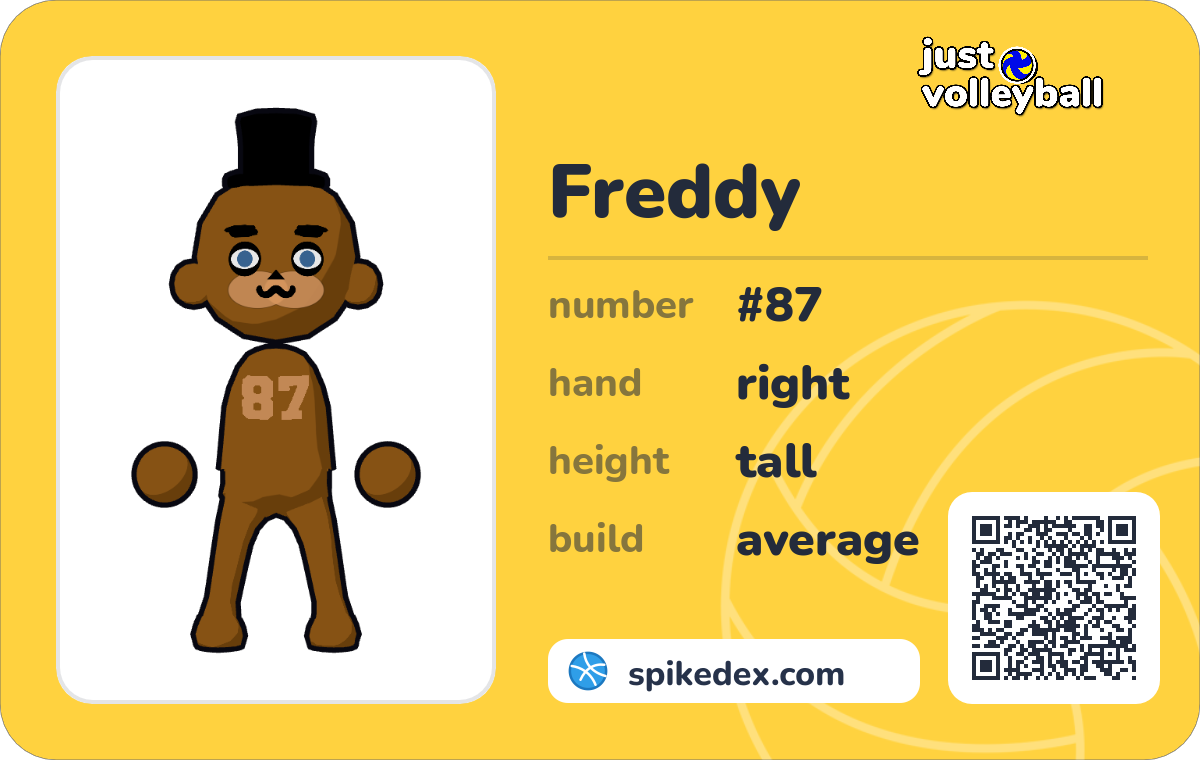 just
volleyball
Freddy
number #87
hand right
height tall
build average
87
spikedex.com